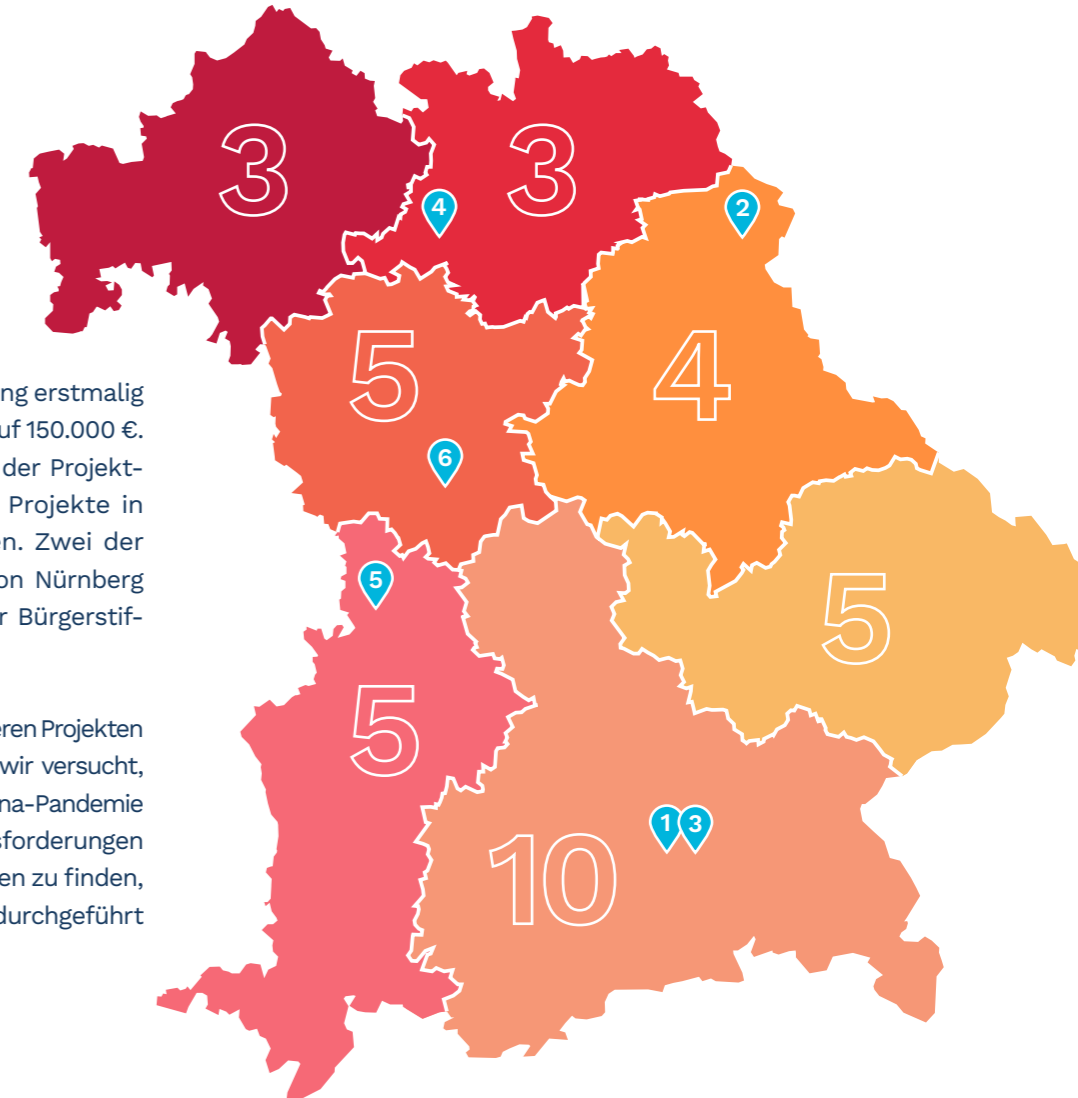 3
3
4
2
5
4
6
5
5
5
1
3
10
ng erstmalig
uf 150.000 €.
der Projekt-
Projekte in
en. Zwei der
on Nürnberg
r Bürgerstif-
eren Projekten
wir versucht,
na-Pandemie
sforderungen
en zu finden,
durchgeführt